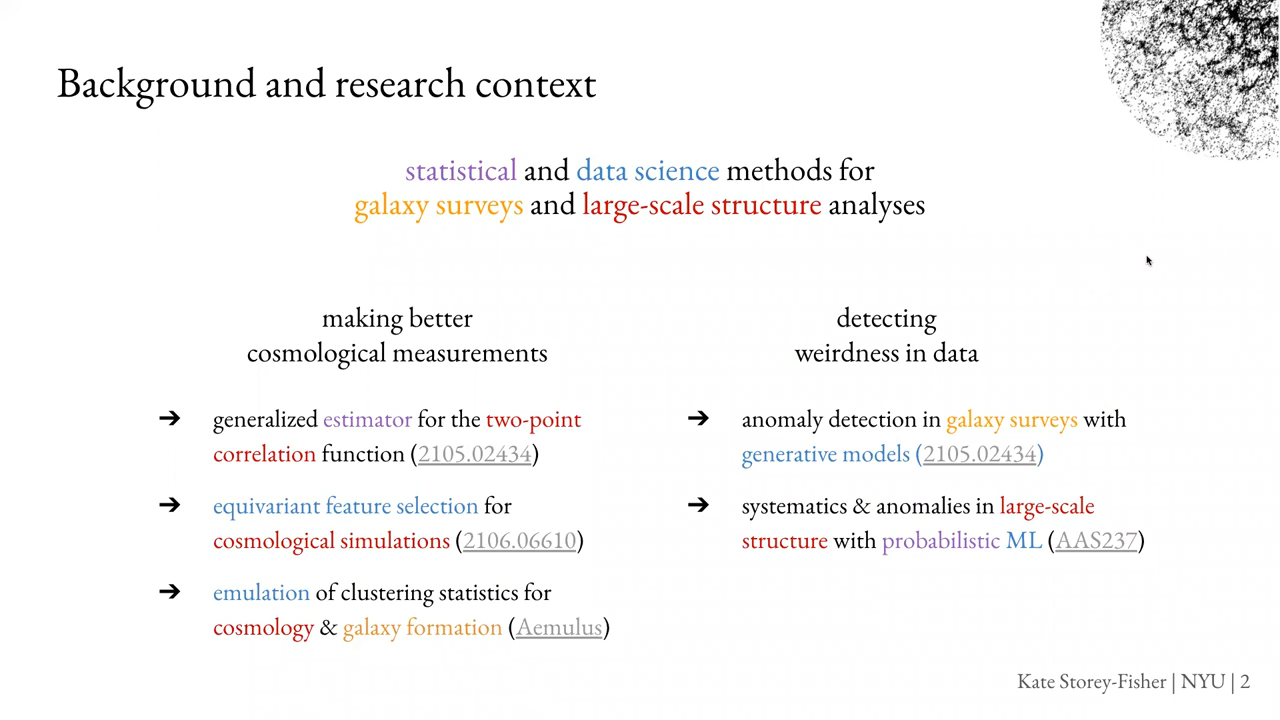 Background and research context
statistical and data science methods for
galaxy surveys and large-scale structure analyses
making better
cosmological measurements
➔ generalized estimator for the two-point
correlation function (2105.02434)
➔ equivariant feature selection for
cosmological simulations (2106.06610)
➔ emulation of clustering statistics for
cosmology & galaxy formation (Aemulus)
detecting
weirdness in data
➔ anomaly detection in galaxy surveys with
generative models (2105.02434)
➔ systematics & anomalies in large-scale
structure with probabilistic ML (AAS237)
Kate Storey-Fisher | NYU | 2